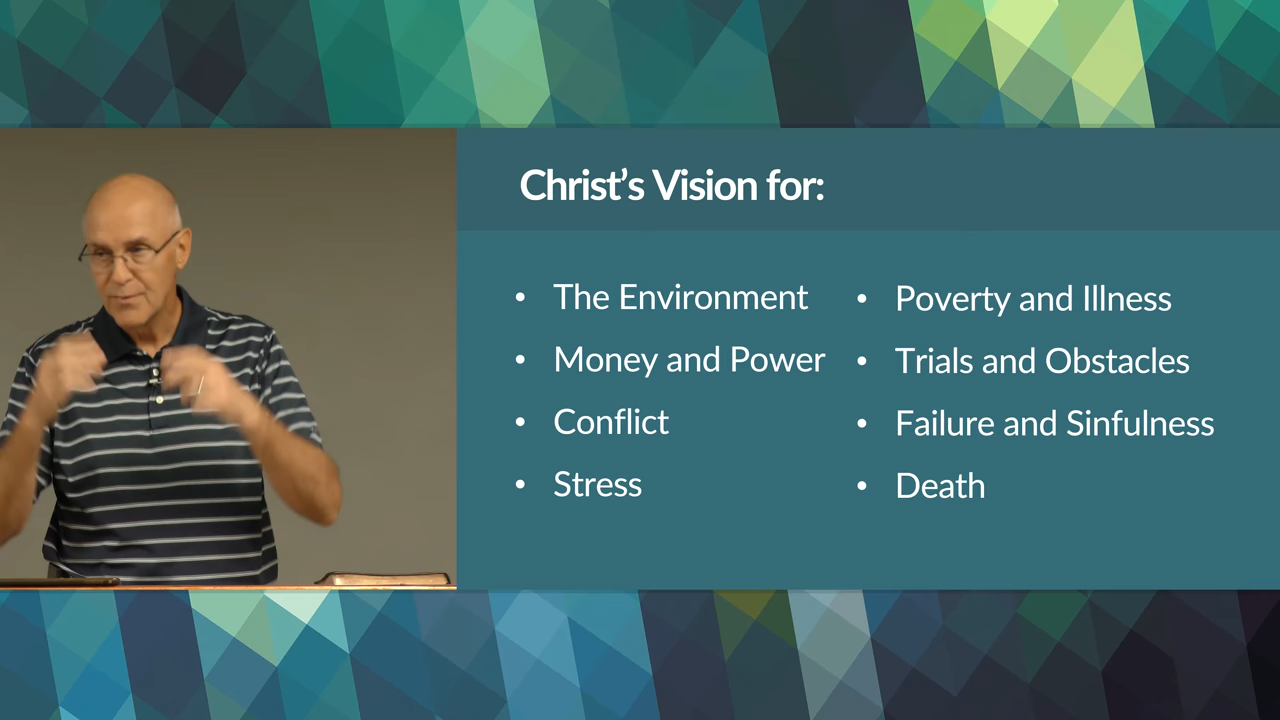 Christ’s Vision for:
• The Environment
• Money and Power
• Conflict
• Stress
• Poverty and Illness
• Trials and Obstacles
• Failure and Sinfulness
• Death